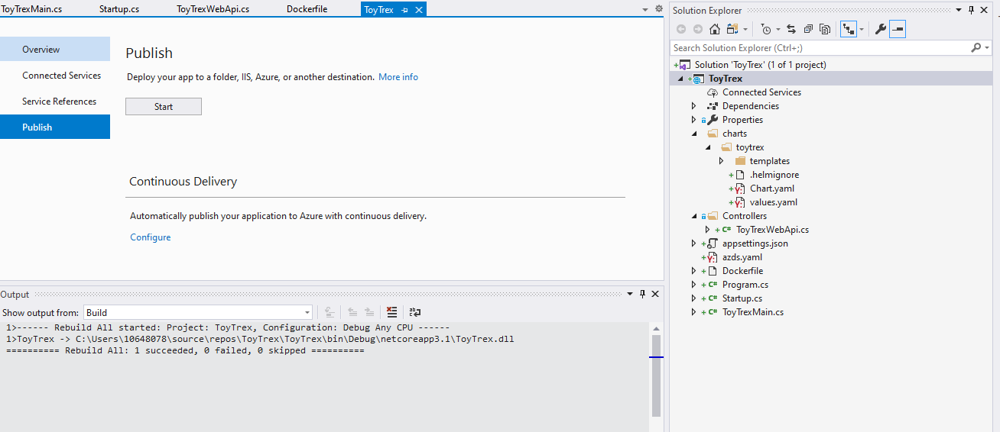 ToyTrexMain.cs Startup.cs ToyTrexWebApi.cs Dockerfile ToyTrex
Overview
Connected Services
Service References
Publish
Publish
Deploy your app to a folder, IIS, Azure, or another destination. More info
Start
Continuous Delivery
Automatically publish your application to Azure with continuous delivery.
Configure
Output
Show output from: Build
1>------ Rebuild All started: Project: ToyTrex, Configuration: Debug Any CPU ------
1>ToyTrex -> C:\Users\10648078\source\repos\ToyTrex\ToyTrex\bin\Debug\netcoreapp3.1\ToyTrex.dll
========== Rebuild All: 1 succeeded, 0 failed, 0 skipped ==========
Solution Explorer
Search Solution Explorer (Ctrl+;)
Solution 'ToyTrex' (1 of 1 project)
ToyTrex
Connected Services
Dependencies
Properties
charts
toytrex
templates
.helmignore
Chart.yaml
values.yaml
Controllers
C# ToyTrexWebApi.cs
appsettings.json
azds.yaml
Dockerfile
C# Program.cs
C# Startup.cs
C# ToyTrexMain.cs